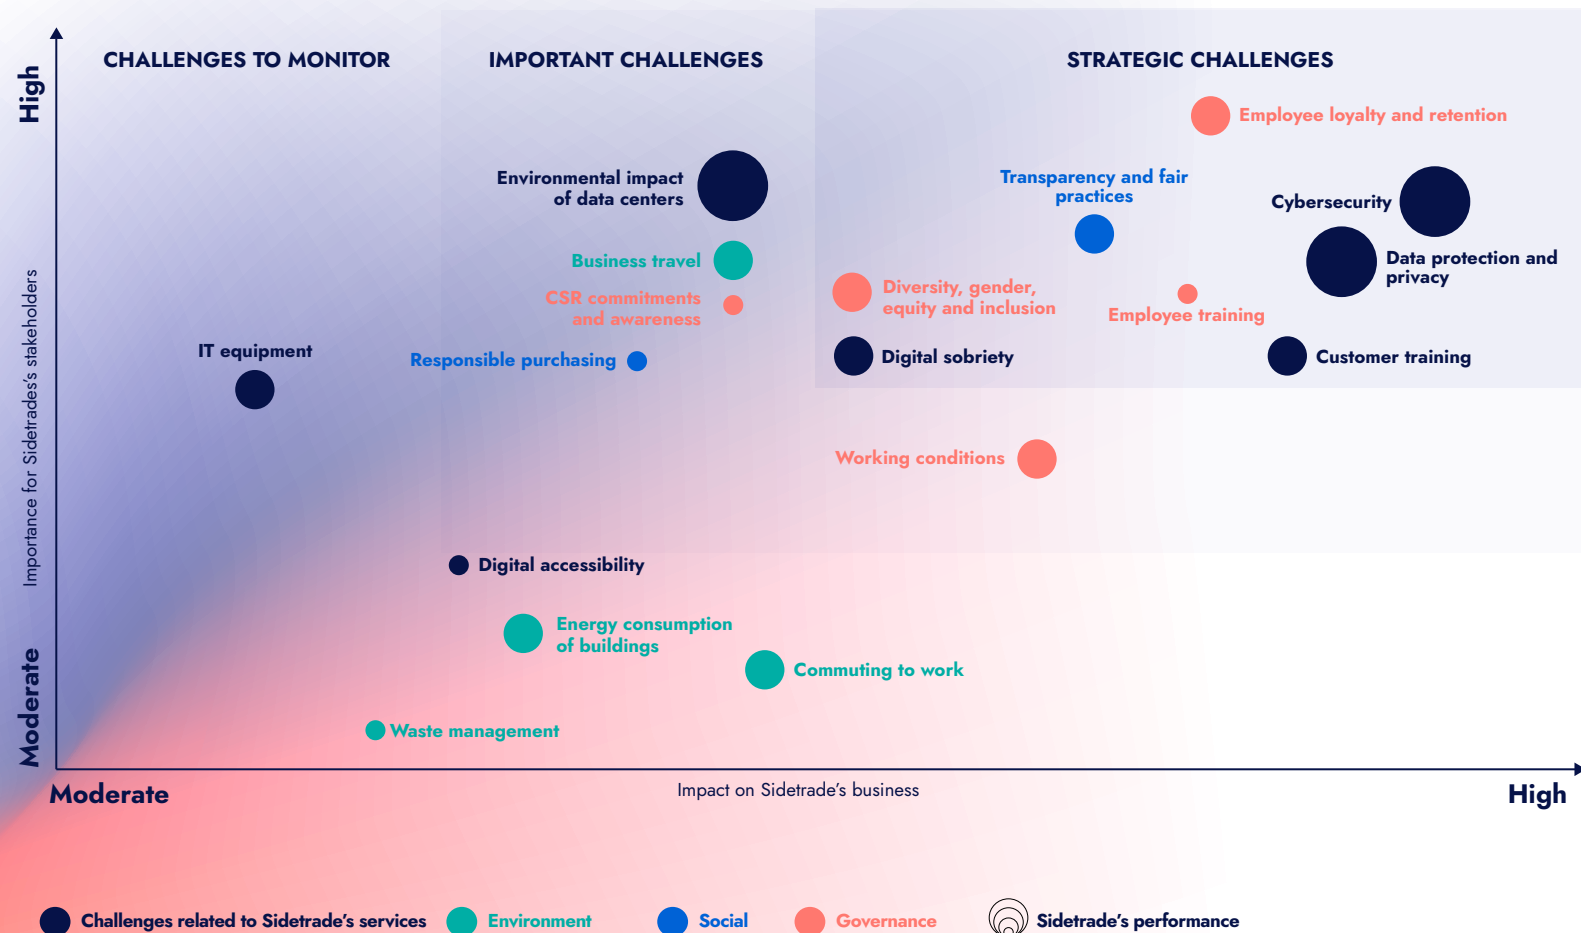 CHALLENGES TO MONITOR
IMPORTANT CHALLENGES
STRATEGIC CHALLENGES
High
Importance for Sidetrades's stakeholders
Moderate
Employee loyalty and retention
Environmental impact
of data centers
Transparency and fair
practices
Cybersecurity
Business travel
Data protection and
privacy
CSR commitments
and awareness
Diversity, gender,
equity and inclusion
Employee training
IT equipment
Responsible purchasing
Digital sobriety
Customer training
Working conditions
Digital accessibility
Energy consumption
of buildings
Commuting to work
Waste management
Moderate
Impact on Sidetrade's business
High
Challenges related to Sidetrade's services
Environment
Social
Governance
Sidetrade's performance